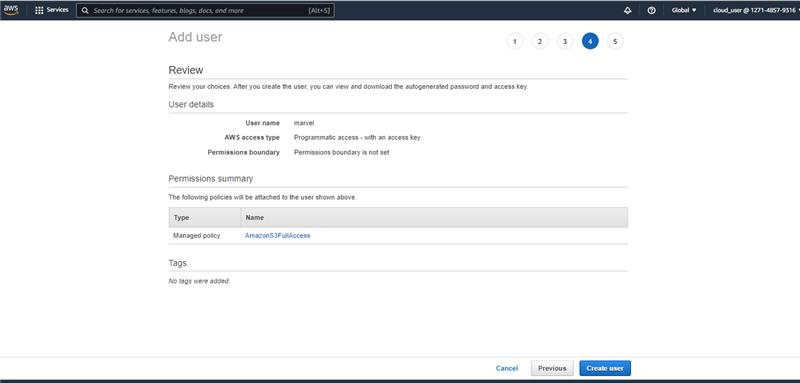 aws Services Search for services, features, blogs, docs, and more [Alt+S] Global ▼ cloud_user @ 1271-4857-9316
Add user 1 2 3 4 5
Review
Review your choices. After you create the user, you can view and download the autogenerated password and access key.
User details
User name marvel
AWS access type Programmatic access - with an access key
Permissions boundary Permissions boundary is not set
Permissions summary
The following policies will be attached to the user shown above.
Type Name
Managed policy AmazonS3FullAccess
Tags
No tags were added.
Cancel Previous Create user